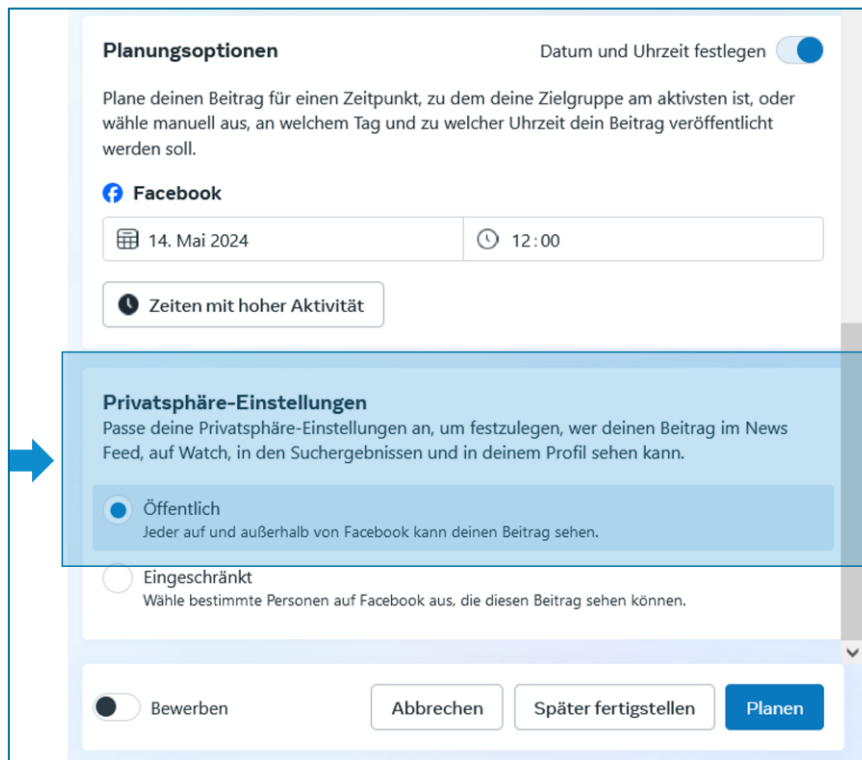 Planungsoptionen
Datum und Uhrzeit festlegen
Plane deinen Beitrag für einen Zeitpunkt, zu dem deine Zielgruppe am aktivsten ist, oder
wähle manuell aus, an welchem Tag und zu welcher Uhrzeit dein Beitrag veröffentlicht
werden soll.
Facebook
14. Mai 2024
12:00
Zeiten mit hoher Aktivität
Privatsphäre-Einstellungen
Passe deine Privatsphäre-Einstellungen an, um festzulegen, wer deinen Beitrag im News
Feed, auf Watch, in den Suchergebnissen und in deinem Profil sehen kann.
Öffentlich
Jeder auf und außerhalb von Facebook kann deinen Beitrag sehen.
Eingeschränkt
Wähle bestimmte Personen auf Facebook aus, die diesen Beitrag sehen können.
Bewerben
Abbrechen
Später fertigstellen
Planen